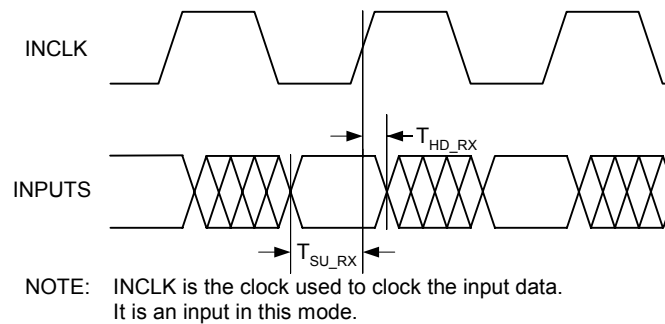 INCLK
T_HD_RX
INPUTS
T_SU_RX
NOTE: INCLK is the clock used to clock the input data.
It is an input in this mode.